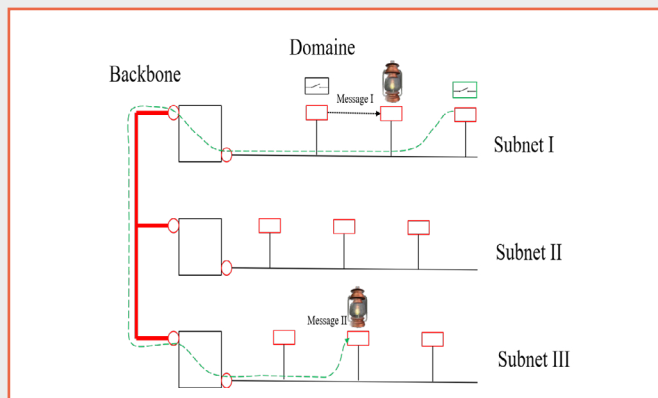 Domaine
Backbone
Message I
Subnet I
Subnet II
Message II
Subnet III